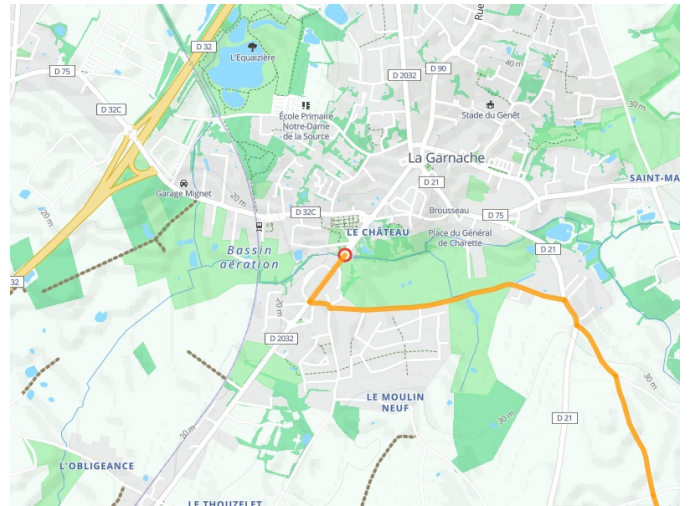 D 32
D 75
L'Équaizière
D 2032
D 90
Rue
40 m
D 32C
École Primaire
Notre-Dame
de la Source
Stade du Genêt
30 m
La Garnache
Garage Mignet
20 m
D 21
SAINT-MA
D 32C
Brousseau
D 75
20 m
LE CHÂTEAU
Place du Général
de Charette
D 21
Bassin
aération
32
20 m
D 2032
30 m
LE MOULIN
NEUF
30 m
D 21
20 m
L'OBLIGEANCE
LE THOUZELET